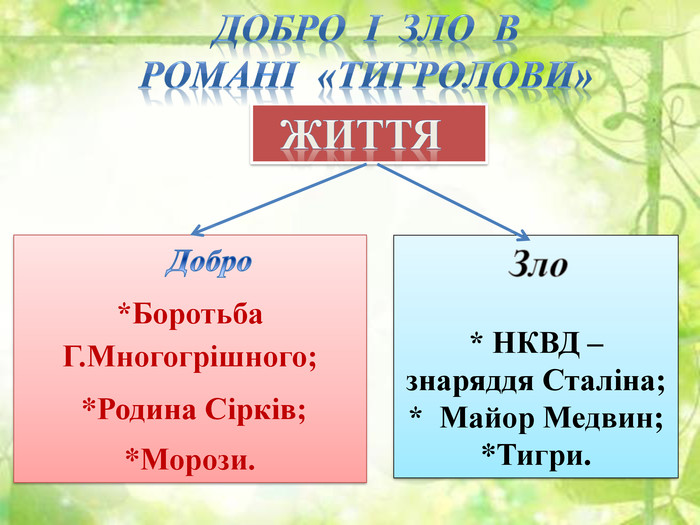 ДОБРО І ЗЛО В
РОМАНІ «ТИГРОЛОВИ»
ЖИТТЯ
Добро
*Боротьба
Г.Многогрішного;
*Родина Сірків;
*Морози.
Зло
* НКВД –
знаряддя Сталіна;
* Майор Медвин;
*Тигри.